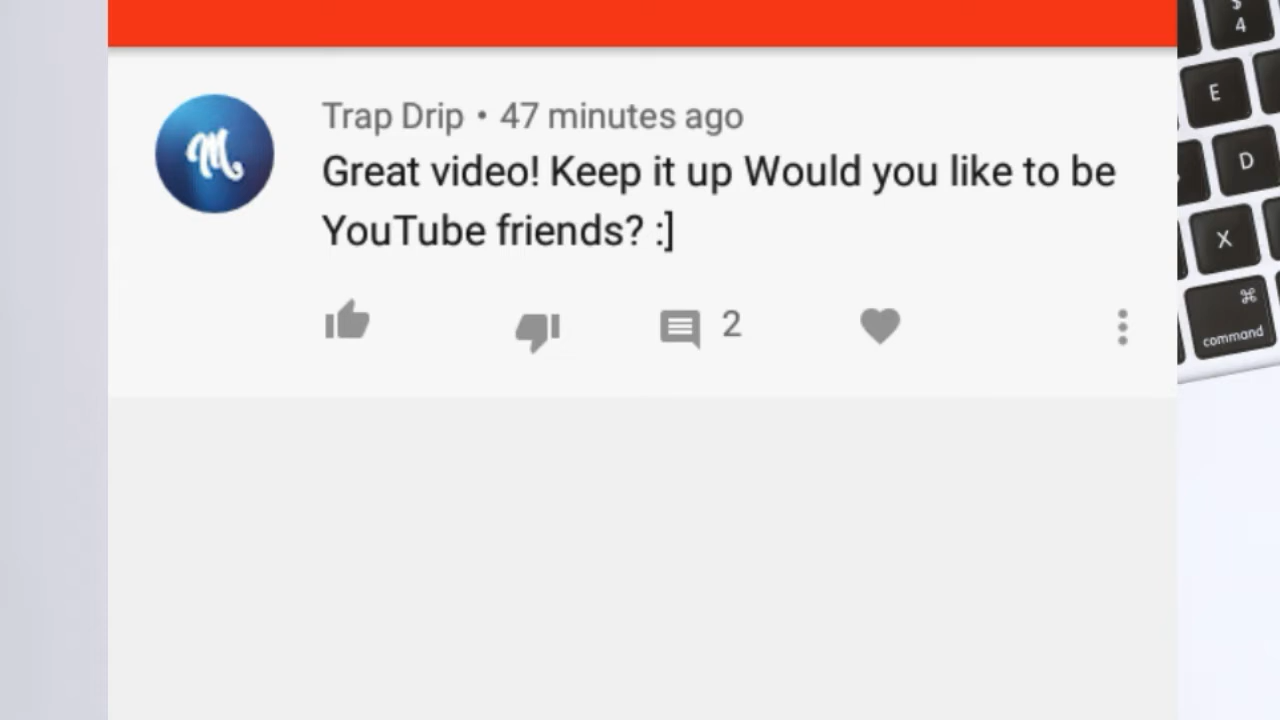 Trap Drip • 47 minutes ago
Great video! Keep it up Would you like to be
YouTube friends? :]
2
$
4
E
D
X
⌘
command